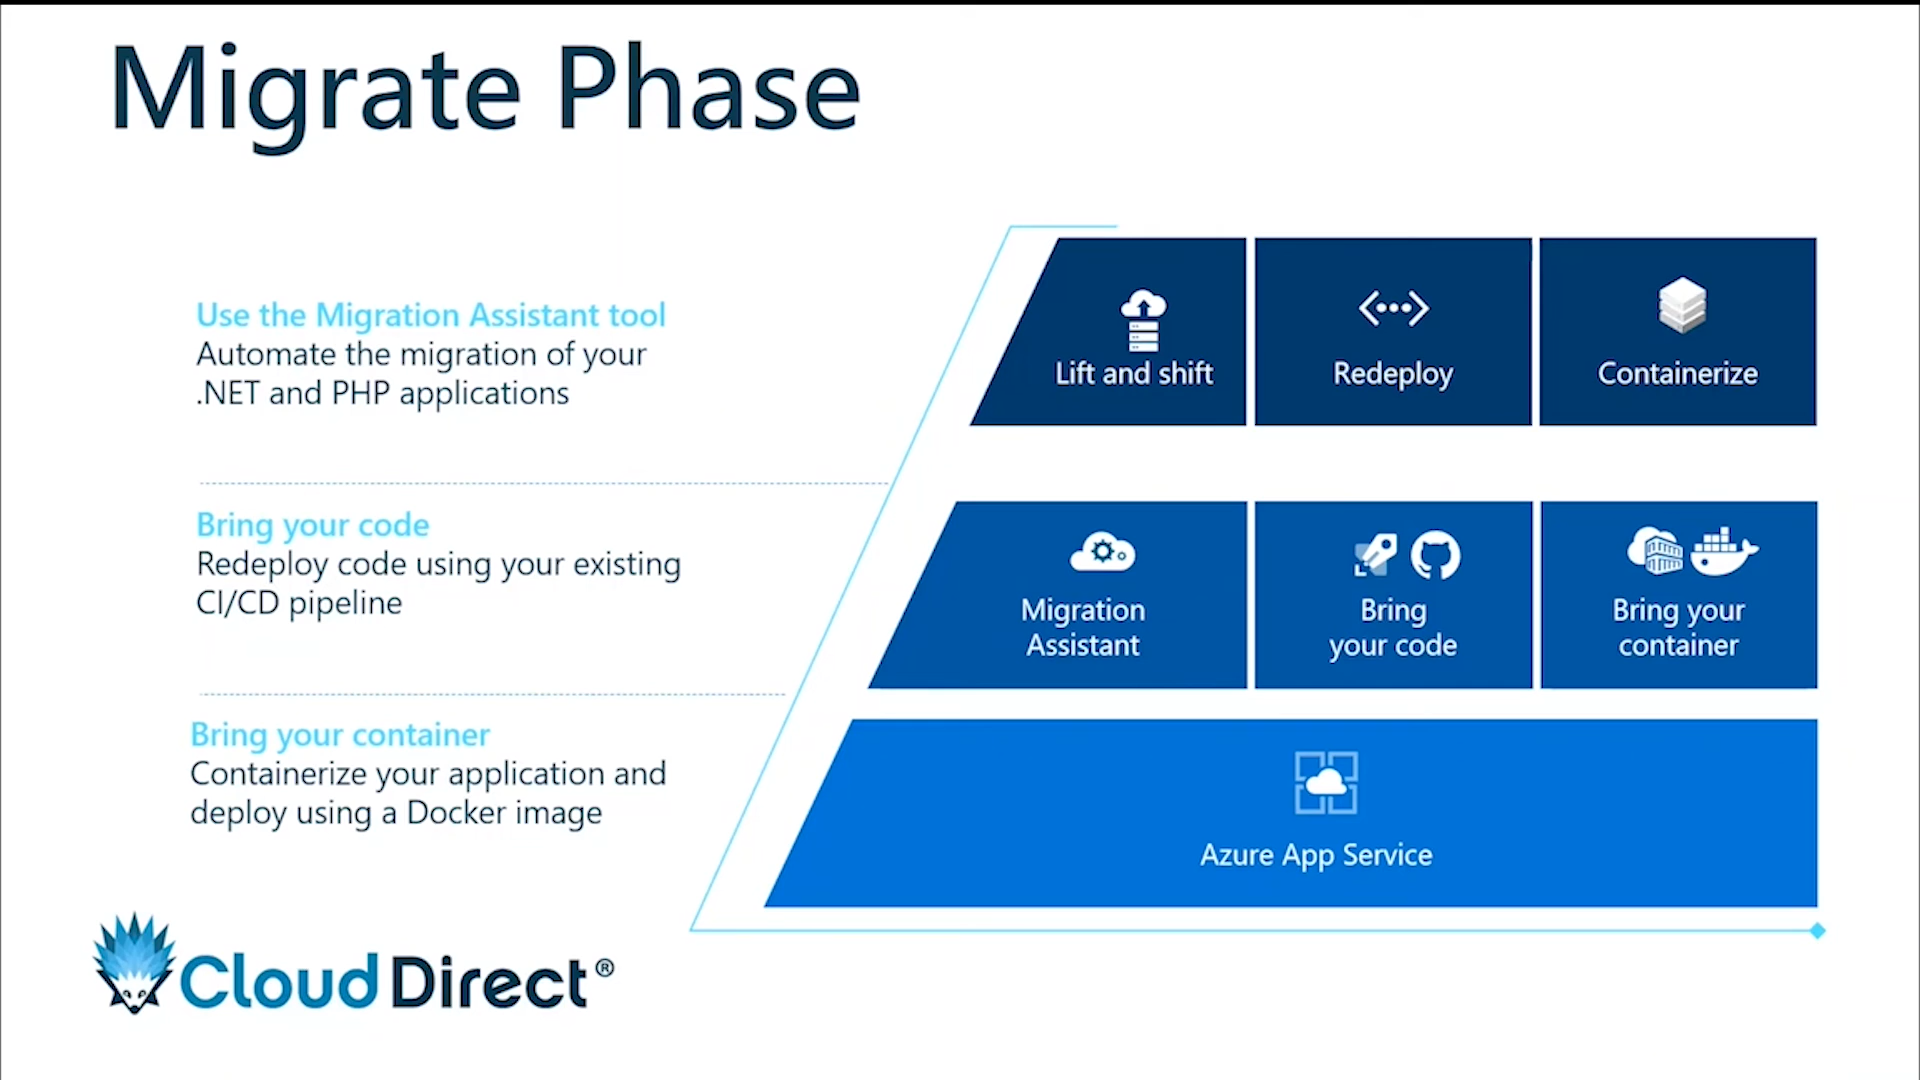 Migrate Phase
Use the Migration Assistant tool
Automate the migration of your
.NET and PHP applications
Bring your code
Redeploy code using your existing
CI/CD pipeline
Bring your container
Containerize your application and
deploy using a Docker image
Lift and shift
Redeploy
Containerize
Migration
Assistant
Bring
your code
Bring your
container
Azure App Service
Cloud Direct®